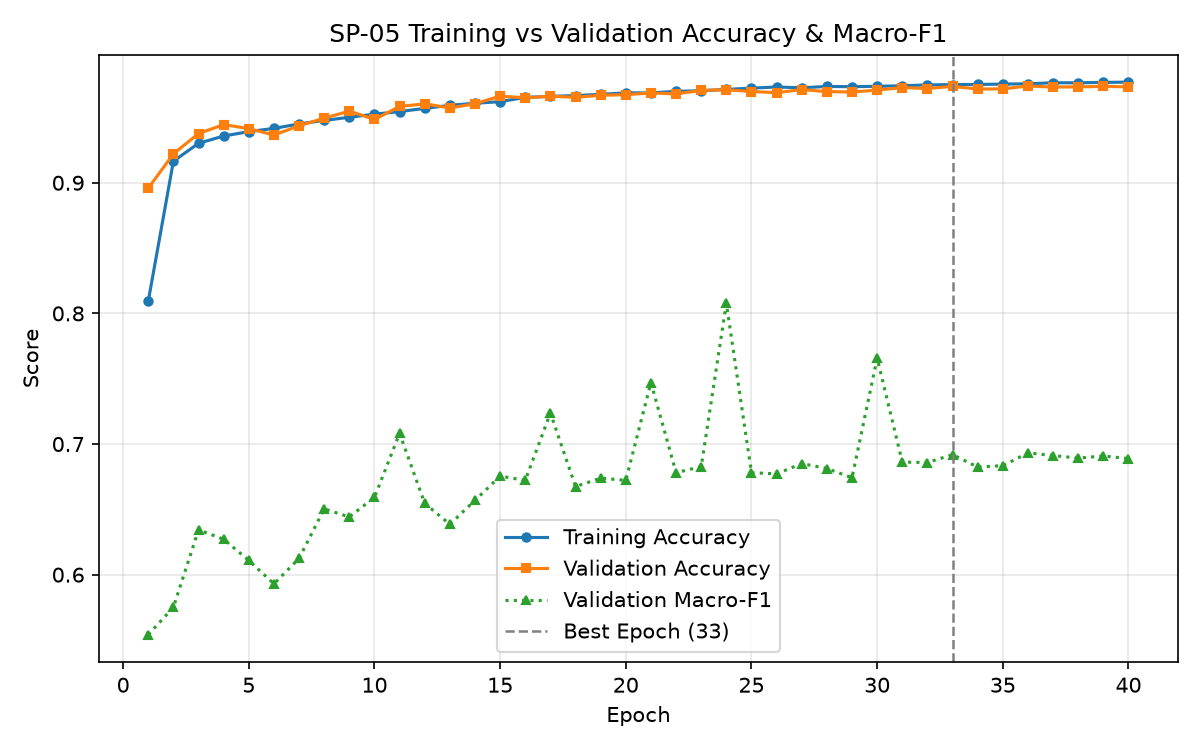 SP-05 Training vs Validation Accuracy & Macro-F1
Score
0.9
0.8
0.7
0.6
0 5 10 15 20 25 30 35 40
Epoch
Training Accuracy
Validation Accuracy
Validation Macro-F1
Best Epoch (33)